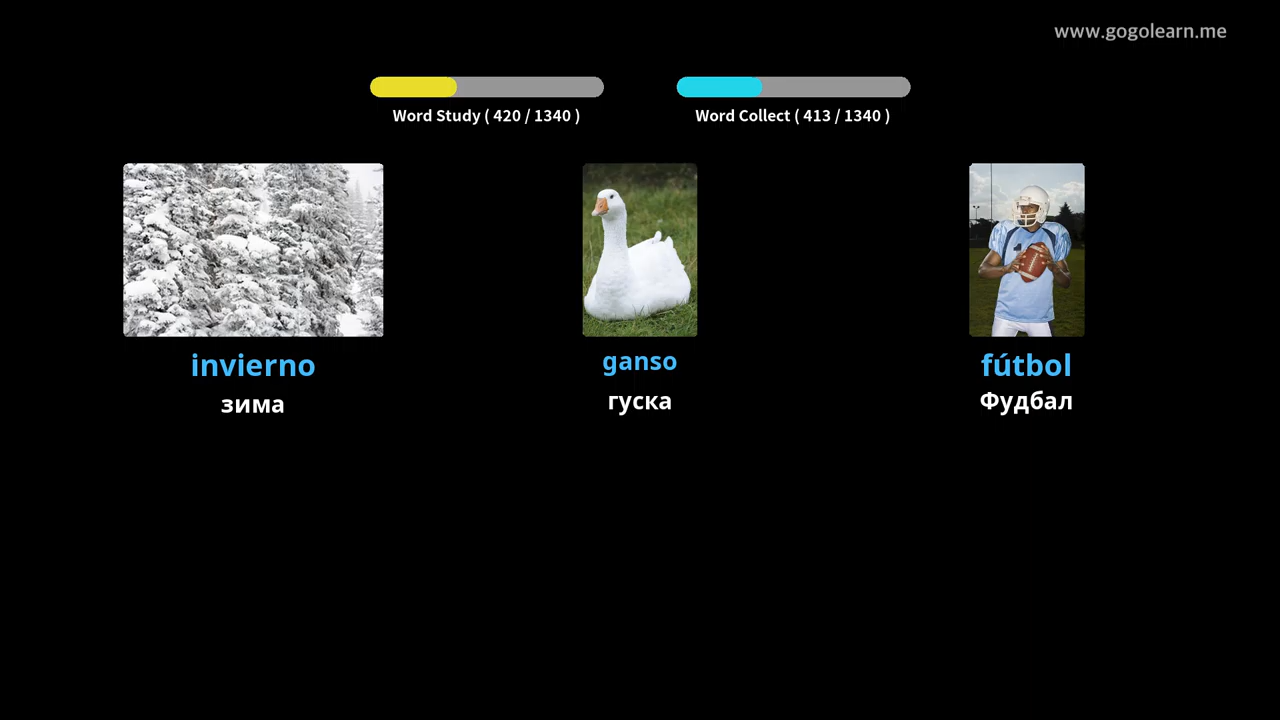 www.gogolearn.me
Word Study ( 420 / 1340 )
Word Collect ( 413 / 1340 )
invierno
ganso
fútbol
зима
гуска
Фудбал